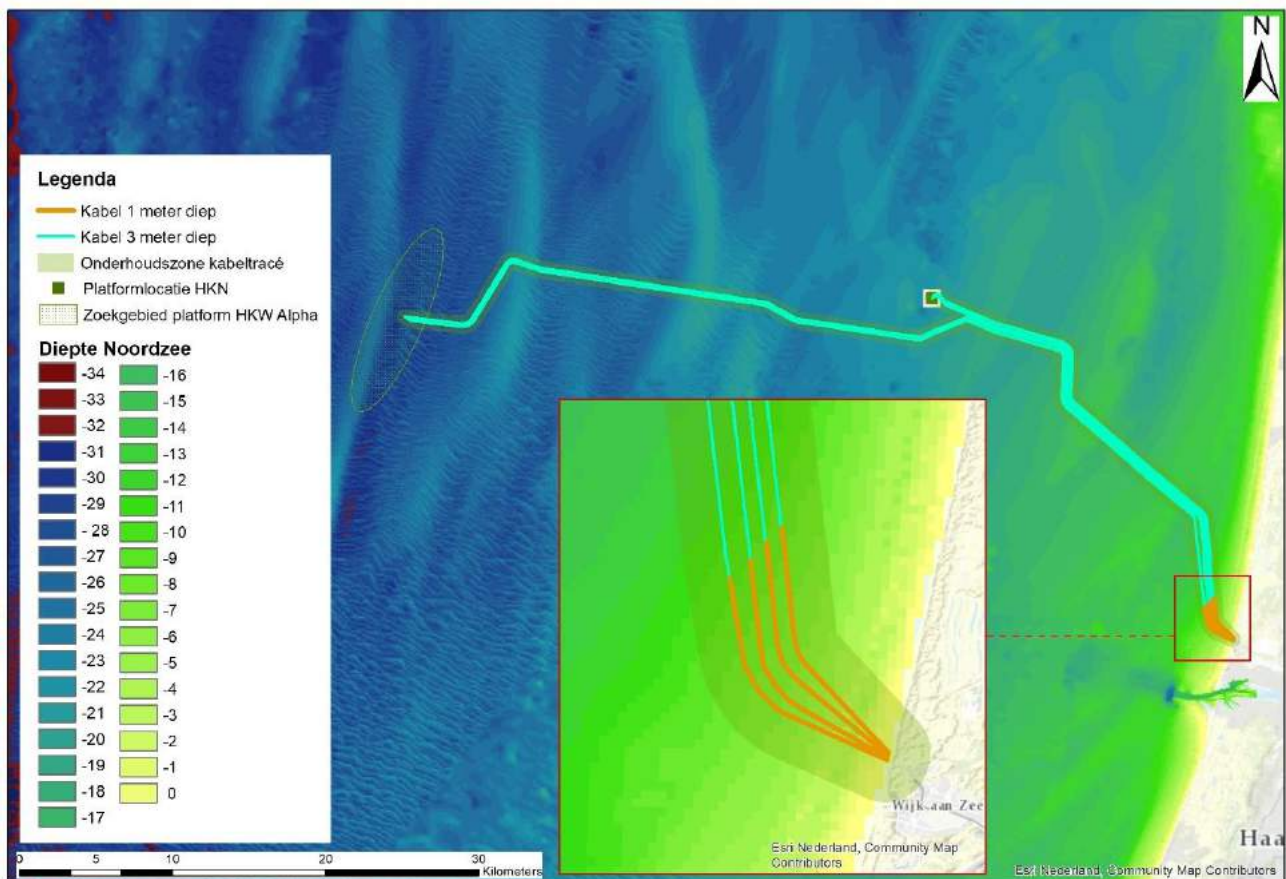 N
Legenda
Kabel 1 meter diep
Kabel 3 meter diep
Onderhoudszone kabeltracé
Platformlocatie HKN
Zoekgebied platform HKW Alpha
Diepte Noordzee
-34 -16
-33 -15
-32 -14
-31 -13
-30 -12
-29 -11
- 28 -10
-27 -9
-26 -8
-25 -7
-24 -6
-23 -5
-22 -4
-21 -3
-20 -2
-19 -1
-18 0
-17
0 5 10 20 30
Kilometers
Wijk aan Zee
Esri Nederland, Community Map
Contributors
Haa
Esri Nederland, Community Map Contributors